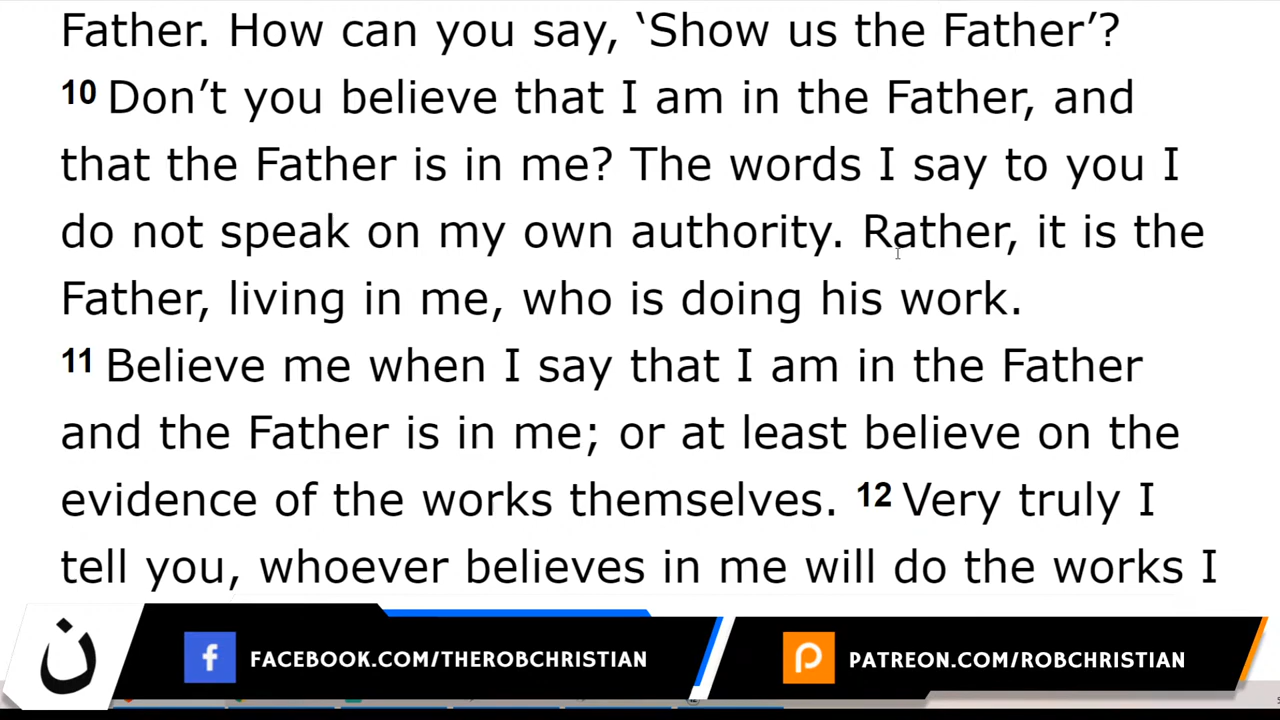 Father. How can you say, ‘Show us the Father’?
10 Don’t you believe that I am in the Father, and
that the Father is in me? The words I say to you I
do not speak on my own authority. Rather, it is the
Father, living in me, who is doing his work.
11 Believe me when I say that I am in the Father
and the Father is in me; or at least believe on the
evidence of the works themselves. 12 Very truly I
tell you, whoever believes in me will do the works I
ن
FACEBOOK.COM/THEROBCHRISTIAN
PATREON.COM/ROBCHRISTIAN